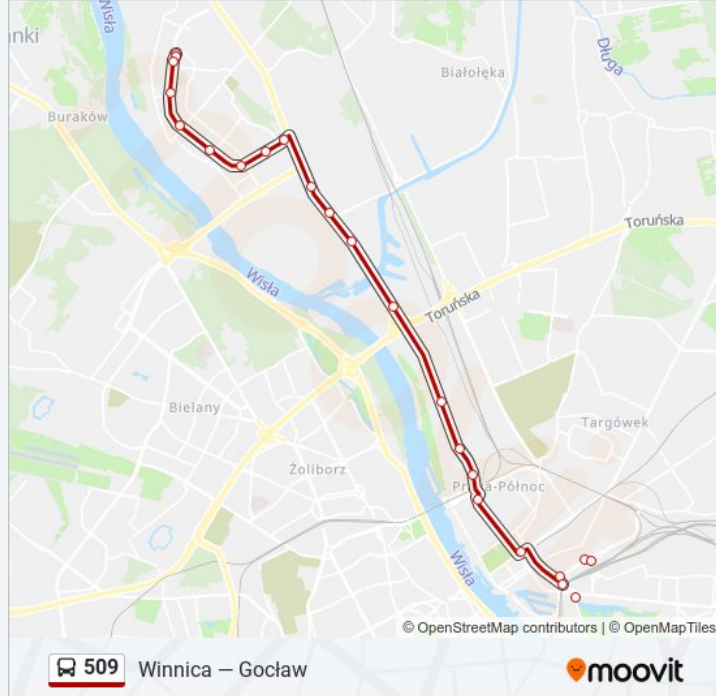 anki
Wisła
Długa
Białołęka
Buraków
Toruńska
Wisła
Toruńska
Bielany
Targówek
Żoliborz
Praga-Północ
Wisła
© OpenStreetMap contributors | © OpenMapTiles
509 Winnica — Gocław
moovit